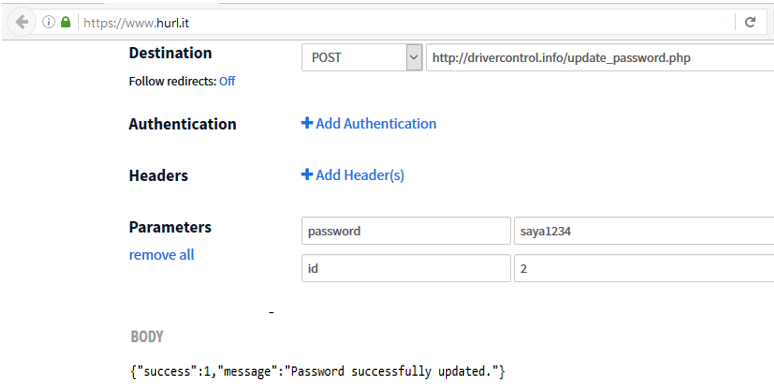 https://www.hurl.it
Destination POST http://drivercontrol.info/update_password.php
Follow redirects: Off
Authentication + Add Authentication
Headers + Add Header(s)
Parameters password saya1234
remove all
id 2
-
BODY
{"success":1,"message":"Password successfully updated."}